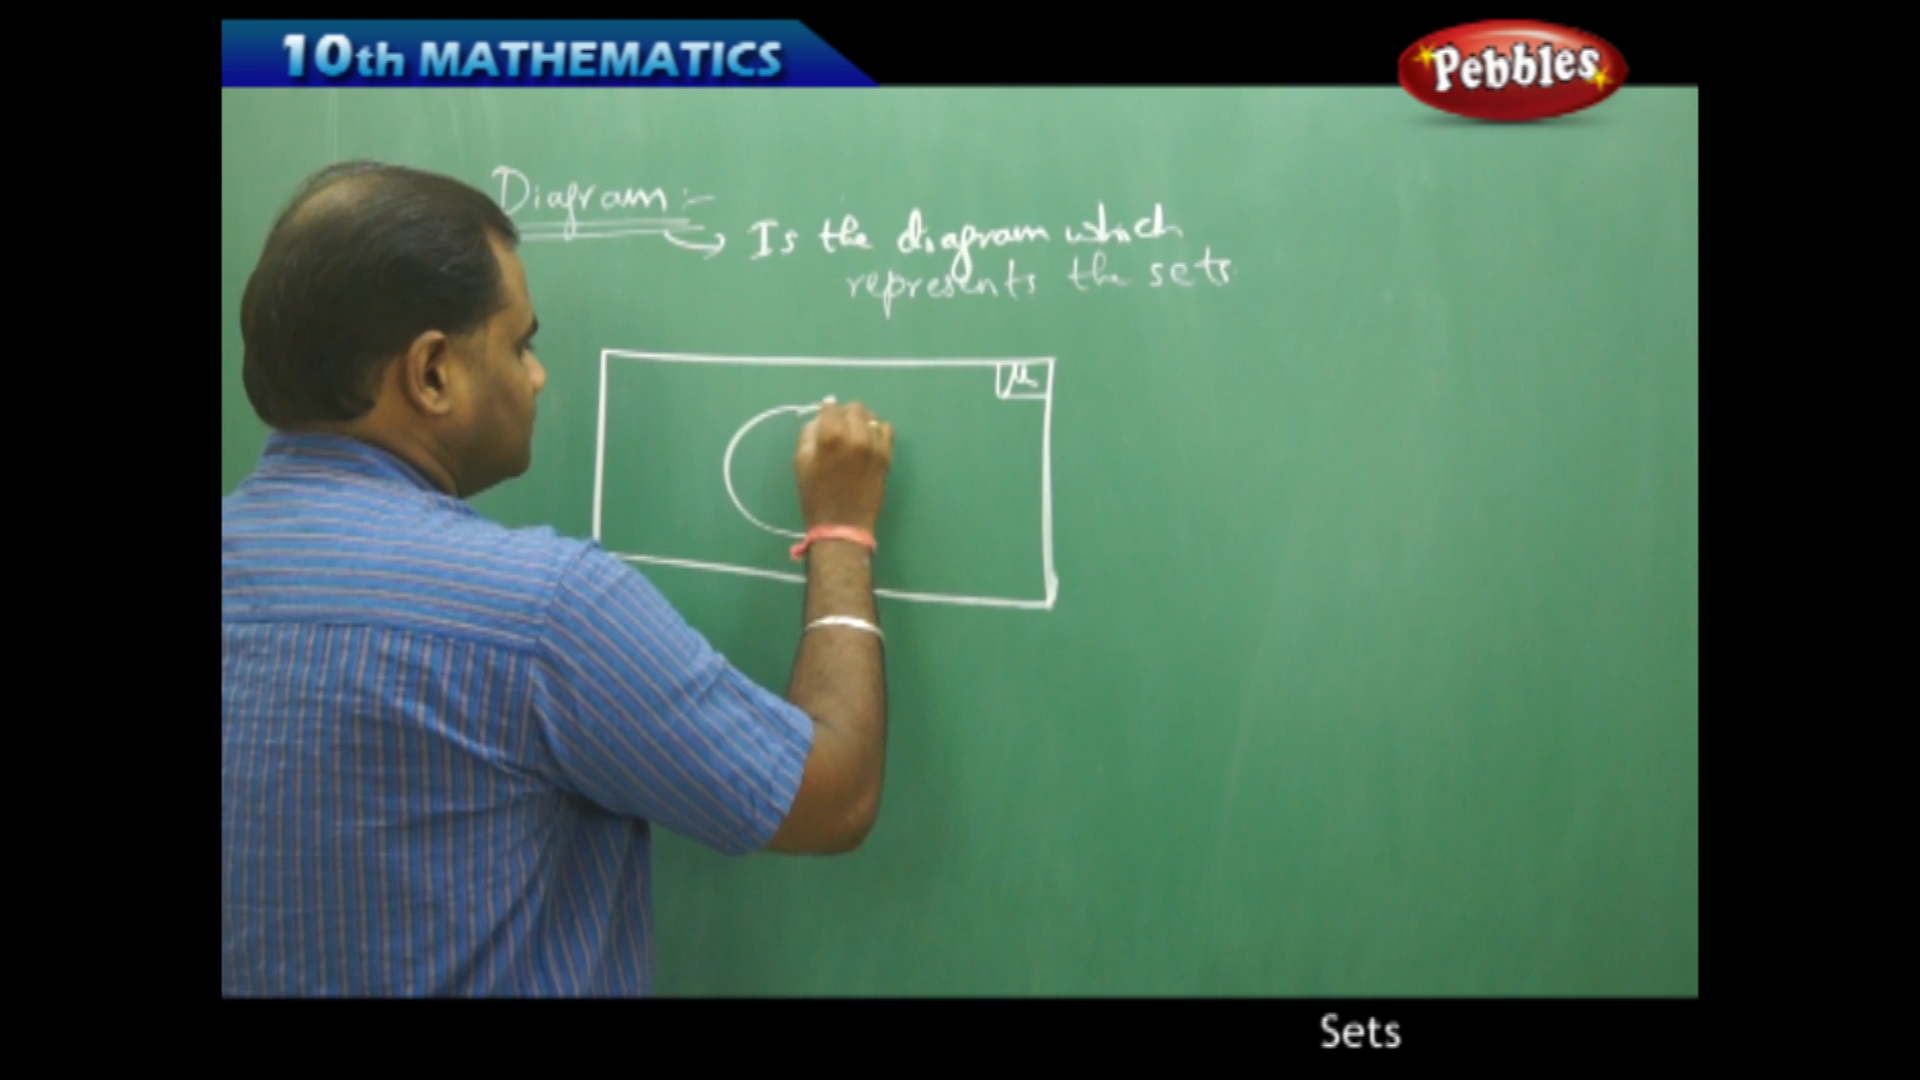 10th MATHEMATICS
Pebbles
Diagram :-
→ Is the diagram which
represents the sets.
μ
Sets